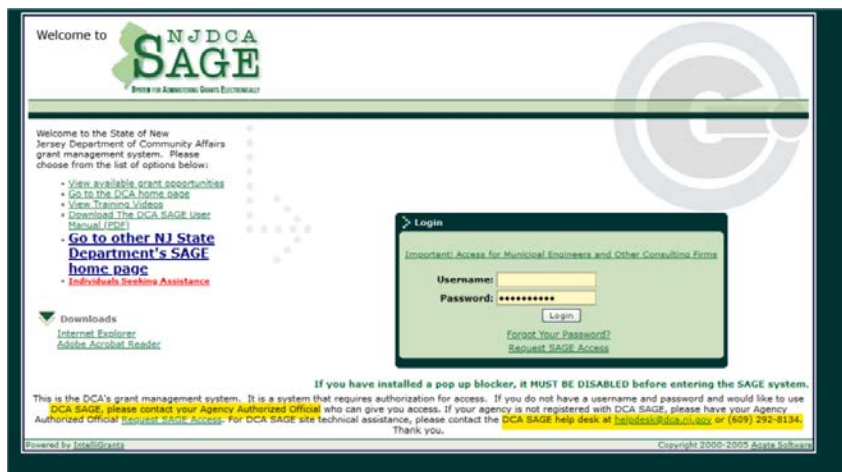 Welcome to
NJDCA
SAGE
System for Administering Grants Electronically
Welcome to the State of New
Jersey Department of Community Affairs
grant management system. Please
choose from the list of options below:
View available grant opportunities
Go to the DCA home page
View Training Videos
Download The DCA SAGE User
Manual (PDF)
Go to other NJ State
Department's SAGE
home page
Individuals Seeking Assistance
Downloads
Internet Explorer
Adobe Acrobat Reader
Login
Important! Access for Municipal Engineers and Other Consulting Firms
Username:
Password: ••••••••••
Login
Forgot Your Password?
Request SAGE Access
If you have installed a pop up blocker, it MUST BE DISABLED before entering the SAGE system.
This is the DCA's grant management system. It is a system that requires authorization for access. If you do not have a username and password and would like to use
DCA SAGE, please contact your Agency Authorized Official who can give you access. If your agency is not registered with DCA SAGE, please have your Agency
Authorized Official Request SAGE Access. For DCA SAGE site technical assistance, please contact the DCA SAGE help desk at helpdesk@dca.nj.gov or (609) 292-8134.
Thank you.
Powered by IntelliGrants
Copyright 2000-2005 Agate Software